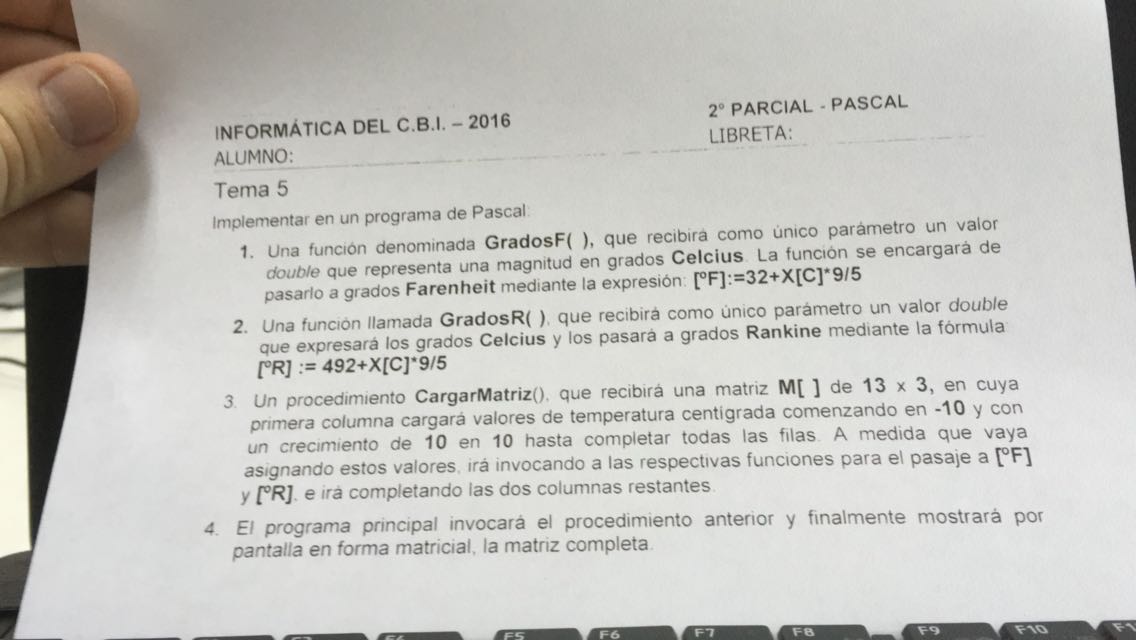 INFORMÁTICA DEL C.B.I. – 2016
2º PARCIAL - PASCAL
ALUMNO:
LIBRETA:
Tema 5
Implementar en un programa de Pascal:
1. Una función denominada GradosF( ), que recibirá como único parámetro un valor
double que representa una magnitud en grados Celcius. La función se encargará de
pasarlo a grados Farenheit mediante la expresión: [ºF]:=32+X[C]*9/5
2. Una función llamada GradosR( ), que recibirá como único parámetro un valor double
que expresará los grados Celcius y los pasará a grados Rankine mediante la fórmula:
[ºR] := 492+X[C]*9/5
3. Un procedimiento CargarMatriz(), que recibirá una matriz M[ ] de 13 x 3, en cuya
primera columna cargará valores de temperatura centígrada comenzando en -10 y con
un crecimiento de 10 en 10 hasta completar todas las filas. A medida que vaya
asignando estos valores, irá invocando a las respectivas funciones para el pasaje a [ºF]
y [ºR], e irá completando las dos columnas restantes.
4. El programa principal invocará el procedimiento anterior y finalmente mostrará por
pantalla en forma matricial, la matriz completa.
F5
F6
F7
F8
F9
F10